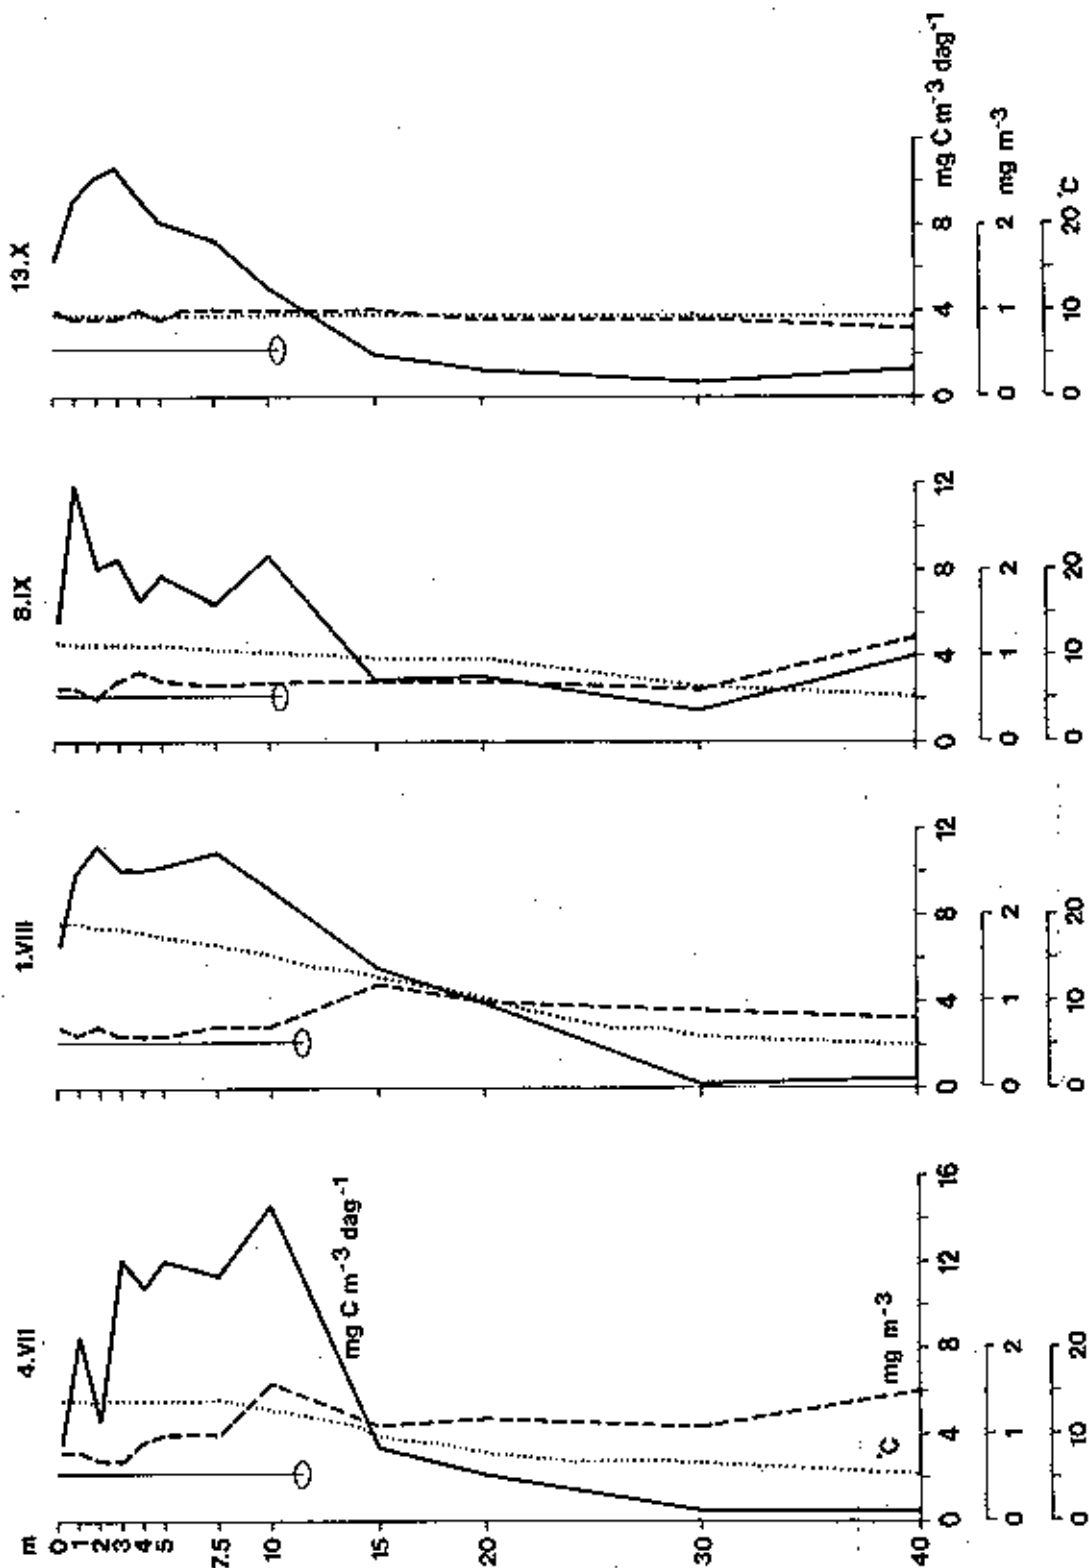 4.VII
1.VIII
8.IX
13.X
m
0
1
2
3
4
5
7.5
10
15
20
30
40
mg C m⁻³ dag⁻¹
°C
mg m⁻³
0 4 8 12 16
0 1 2
0 10 20
0 4 8 12
0 1 2
0 10 20
0 4 8 12
0 1 2
0 10 20
0 4 8 mg C m⁻³ dag⁻¹
0 1 2 mg m⁻³
0 10 20 °C